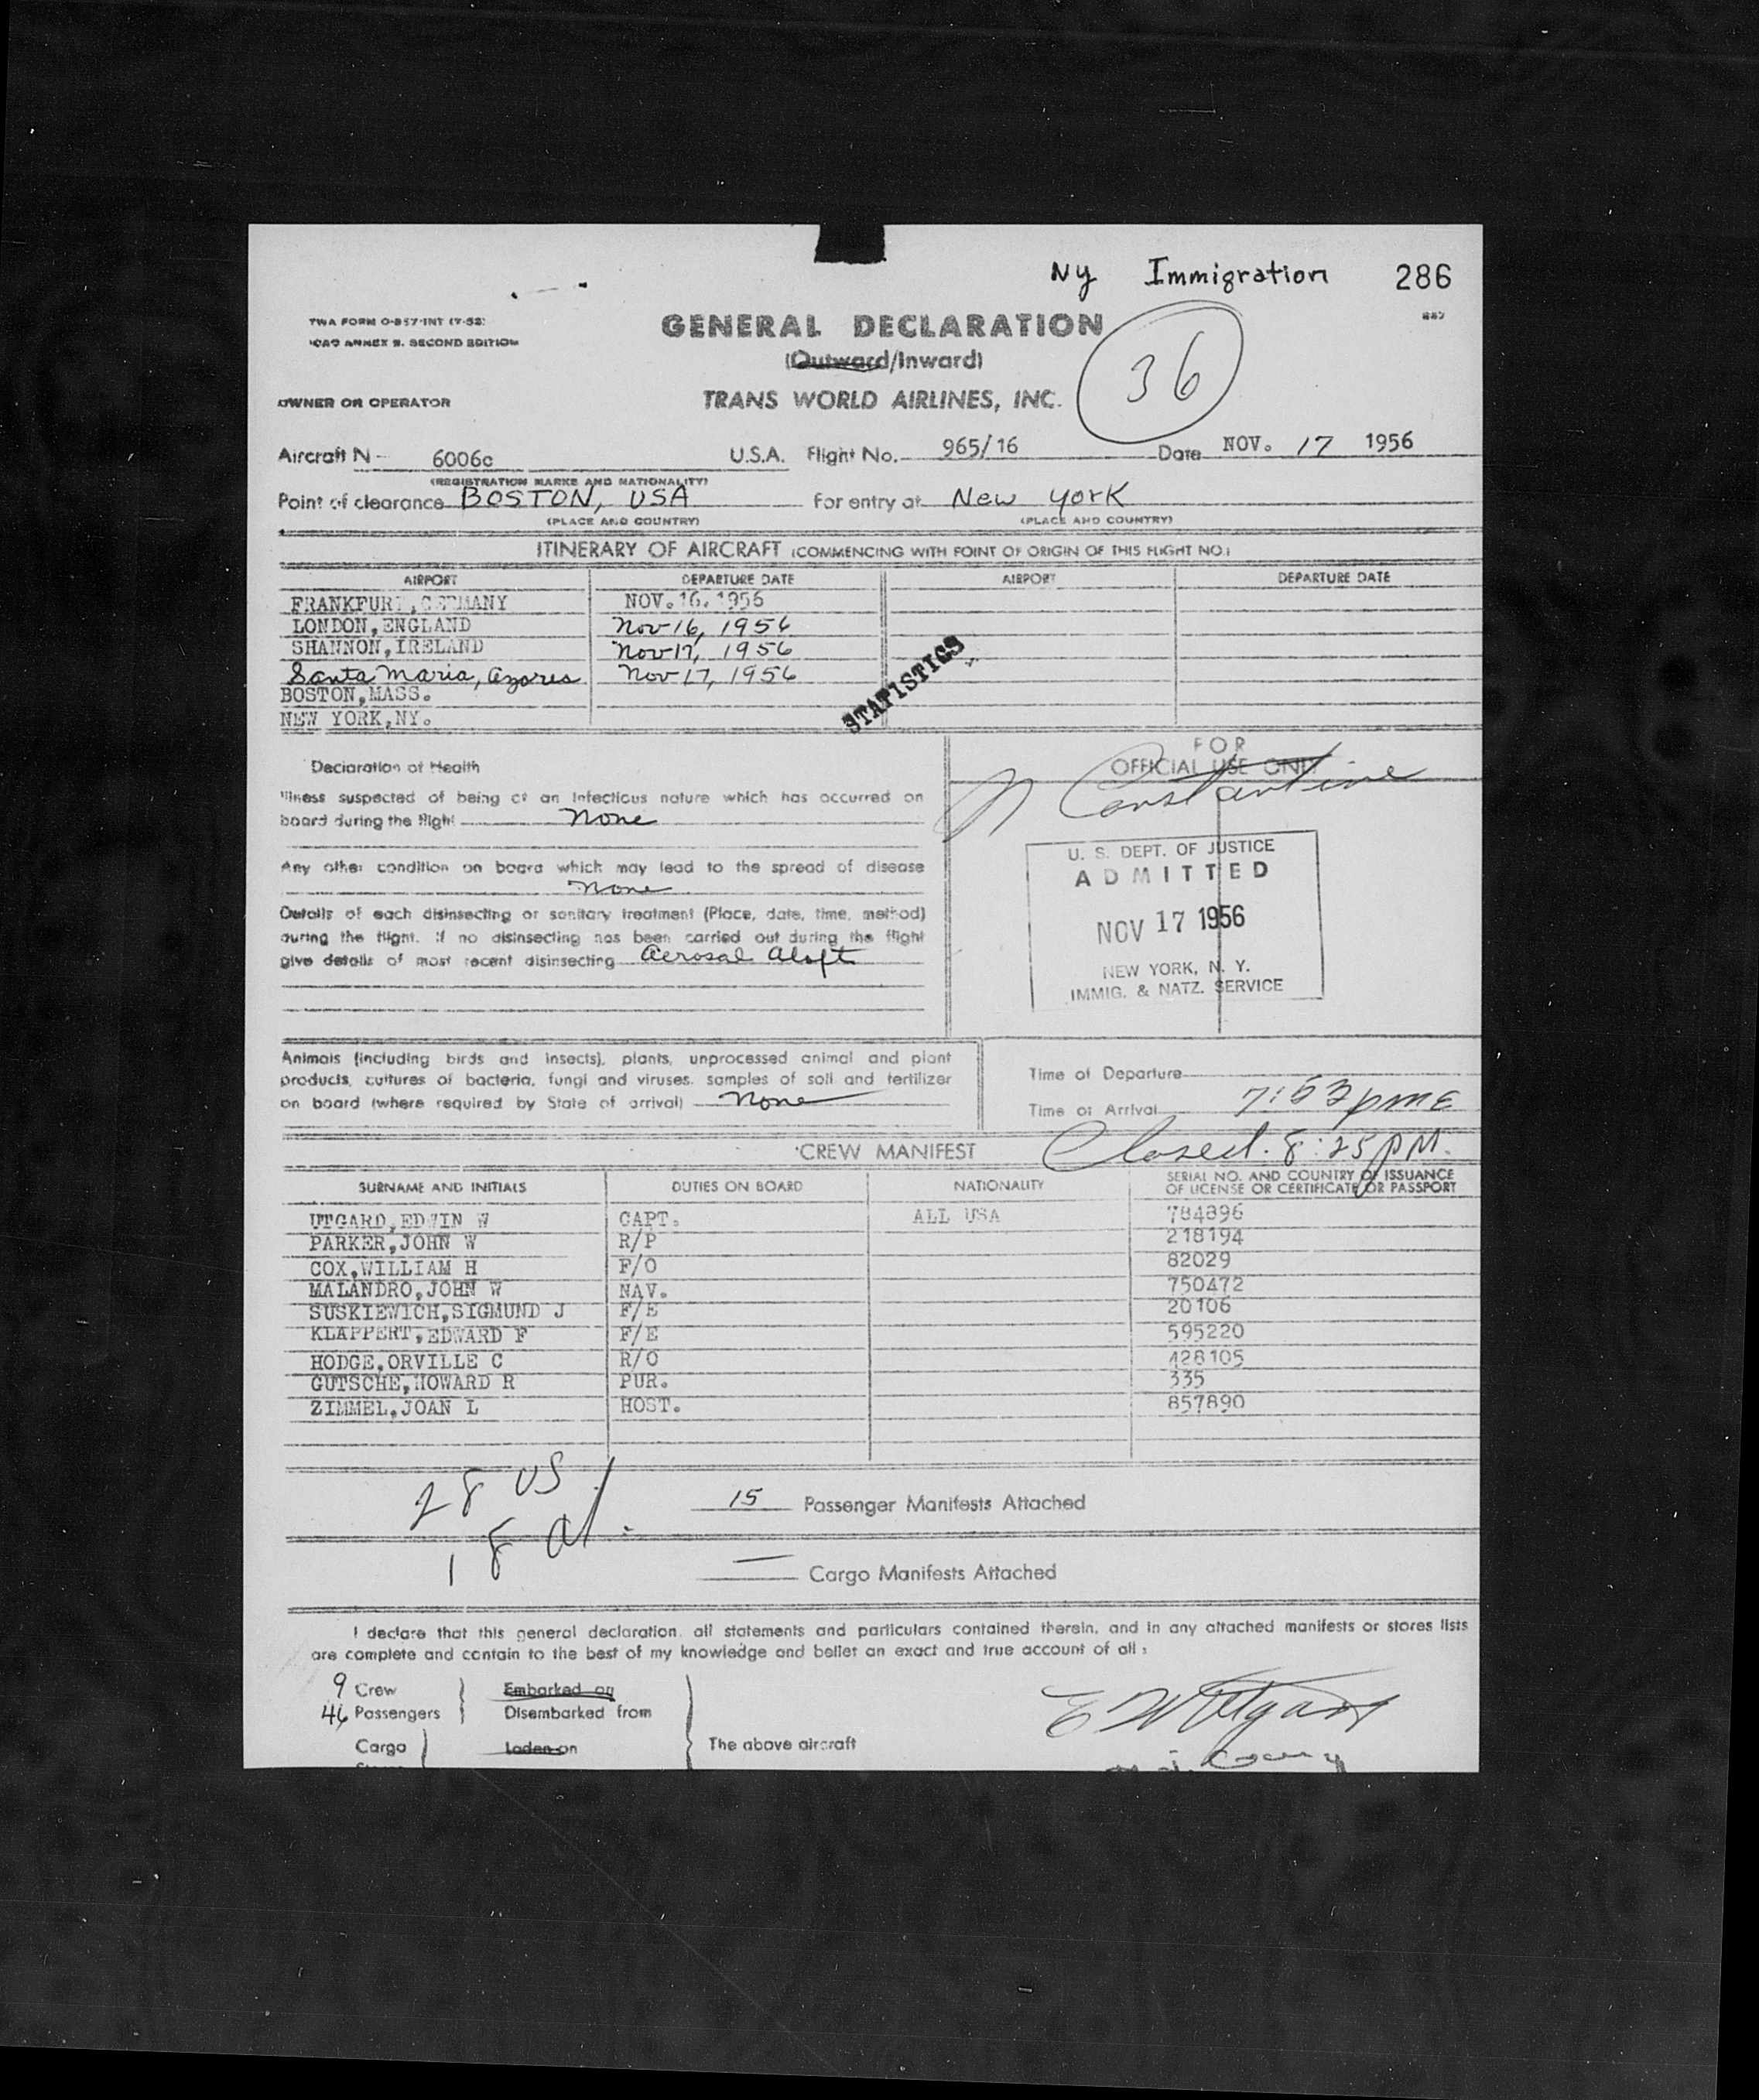 NY Immigration 286
TWA FORM O-857-INT (7-52)
ICAO ANNEX 9, SECOND EDITION
GENERAL DECLARATION
(Outward/Inward)
36
OWNER OR OPERATOR
TRANS WORLD AIRLINES, INC.
Aircraft N 6006c U.S.A. Flight No. 965/16 Date NOV. 17 1956
(REGISTRATION MARKS AND NATIONALITY)
Point of clearance BOSTON, USA For entry at New York
(PLACE AND COUNTRY) (PLACE AND COUNTRY)
ITINERARY OF AIRCRAFT (COMMENCING WITH POINT OF ORIGIN OF THIS FLIGHT NO.)
AIRPORT DEPARTURE DATE AIRPORT DEPARTURE DATE
FRANKFURT, GERMANY NOV. 16, 1956
LONDON, ENGLAND Nov 16, 1956
SHANNON, IRELAND Nov 17, 1956
Santa Maria, Azores Nov 17, 1956
BOSTON, MASS.
NEW YORK, NY.
STATISTICS
Declaration of Health
FOR
OFFICIAL USE ONLY
Constantine
Illness suspected of being of an infectious nature which has occurred on
board during the flight None
Any other condition on board which may lead to the spread of disease
None
Details of each disinsecting or sanitary treatment (Place, date, time, method)
during the flight. If no disinsecting has been carried out during the flight
give details of most recent disinsecting Aerosal Aloft
U. S. DEPT. OF JUSTICE
ADMITTED
NOV 17 1956
NEW YORK, N. Y.
IMMIG. & NATZ. SERVICE
Animals (including birds and insects), plants, unprocessed animal and plant
products, cultures of bacteria, fungi and viruses, samples of soil and fertilizer
on board (where required by State of arrival) None
Time of Departure
Time of Arrival 7:53 pm E
Closed. 8:25 PM.
CREW MANIFEST
SURNAME AND INITIALS DUTIES ON BOARD NATIONALITY SERIAL NO. AND COUNTRY OF ISSUANCE
OF LICENSE OR CERTIFICATE OR PASSPORT
UTGARD, EDWIN W CAPT. ALL USA 784896
PARKER, JOHN W R/P 218194
COX, WILLIAM H F/O 82029
MALANDRO, JOHN W NAV. 750472
SUSKIEWICH, SIGMUND J F/E 20106
KLAPPERT, EDWARD F F/E 595220
HODGE, ORVILLE C R/O 428105
GUTSCHE, HOWARD R PUR. 335
ZIMMEL, JOAN L HOST. 857890
28 US
18 al
15 Passenger Manifests Attached
— Cargo Manifests Attached
I declare that this general declaration, all statements and particulars contained therein, and in any attached manifests or stores lists
are complete and contain to the best of my knowledge and belief an exact and true account of all:
9 Crew Embarked on
46 Passengers Disembarked from
Cargo Laden on The above aircraft
E W Utgard